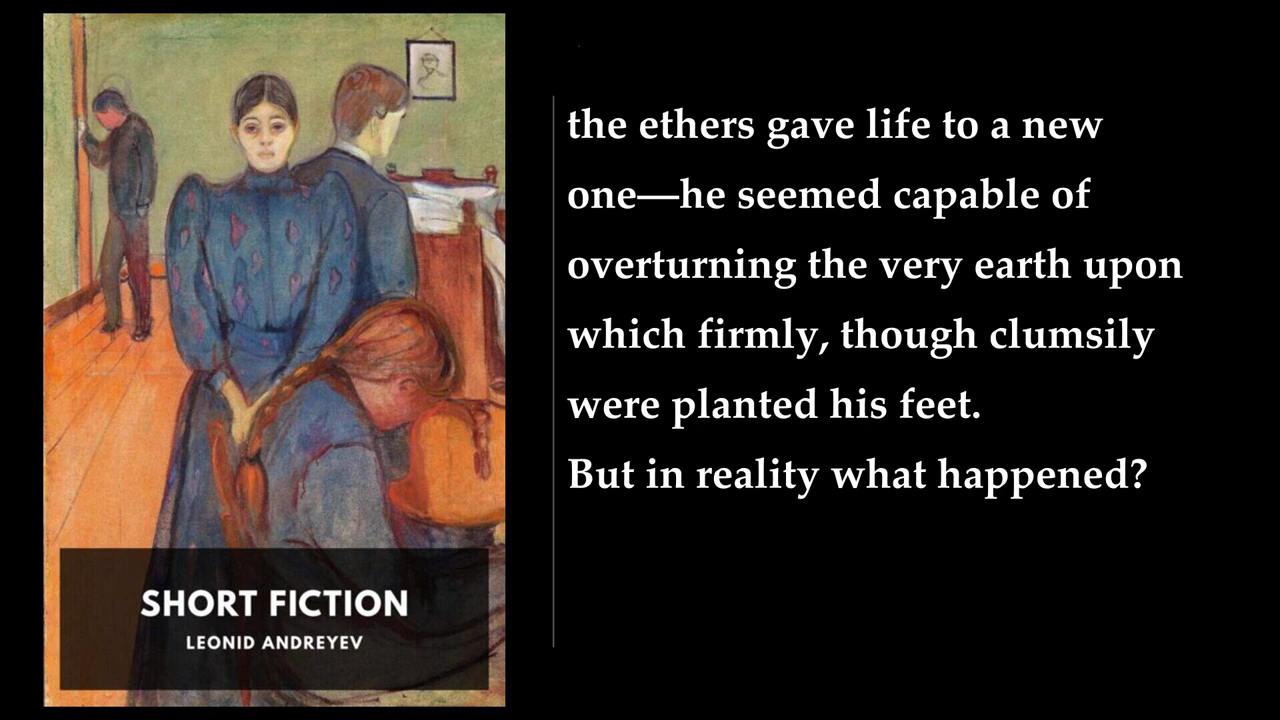 the ethers gave life to a new
one—he seemed capable of
overturning the very earth upon
which firmly, though clumsily
were planted his feet.
But in reality what happened?
SHORT FICTION
LEONID ANDREYEV